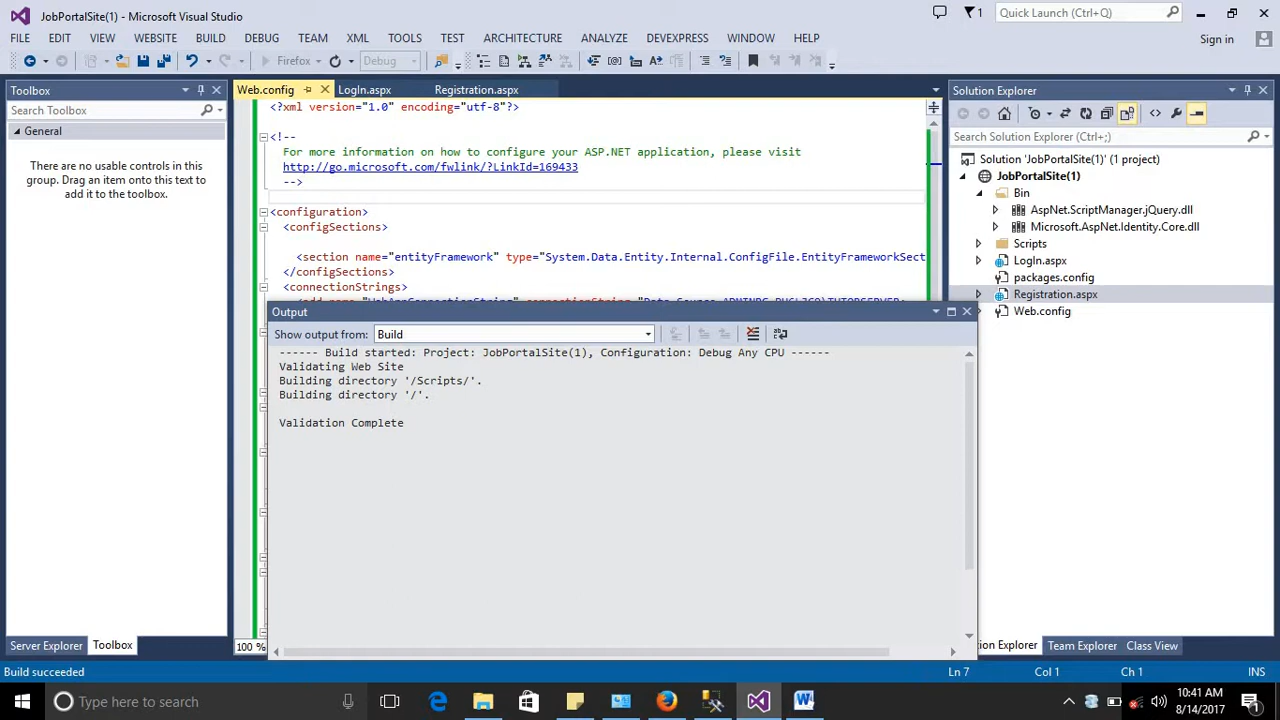 JobPortalSite(1) - Microsoft Visual Studio
1
Quick Launch (Ctrl+Q)
FILE EDIT VIEW WEBSITE BUILD DEBUG TEAM XML TOOLS TEST ARCHITECTURE ANALYZE DEVEXPRESS WINDOW HELP
Sign in
Firefox
Debug
Toolbox
Search Toolbox
General
There are no usable controls in this
group. Drag an item onto this text to
add it to the toolbox.
Server Explorer
Toolbox
Web.config
LogIn.aspx
Registration.aspx
<?xml version="1.0" encoding="utf-8"?>
<!--
For more information on how to configure your ASP.NET application, please visit
http://go.microsoft.com/fwlink/?LinkId=169433
-->
<configuration>
<configSections>
<section name="entityFramework" type="System.Data.Entity.Internal.ConfigFile.EntityFrameworkSect
</configSections>
<connectionStrings>
100 %
Output
Show output from: Build
------ Build started: Project: JobPortalSite(1), Configuration: Debug Any CPU ------
Validating Web Site
Building directory '/Scripts/'.
Building directory '/'.
Validation Complete
Solution Explorer
Search Solution Explorer (Ctrl+;)
Solution 'JobPortalSite(1)' (1 project)
JobPortalSite(1)
Bin
AspNet.ScriptManager.jQuery.dll
Microsoft.AspNet.Identity.Core.dll
Scripts
LogIn.aspx
packages.config
Registration.aspx
Web.config
tion Explorer
Team Explorer
Class View
Build succeeded
Ln 7
Col 1
Ch 1
INS
Type here to search
10:41 AM
8/14/2017
1